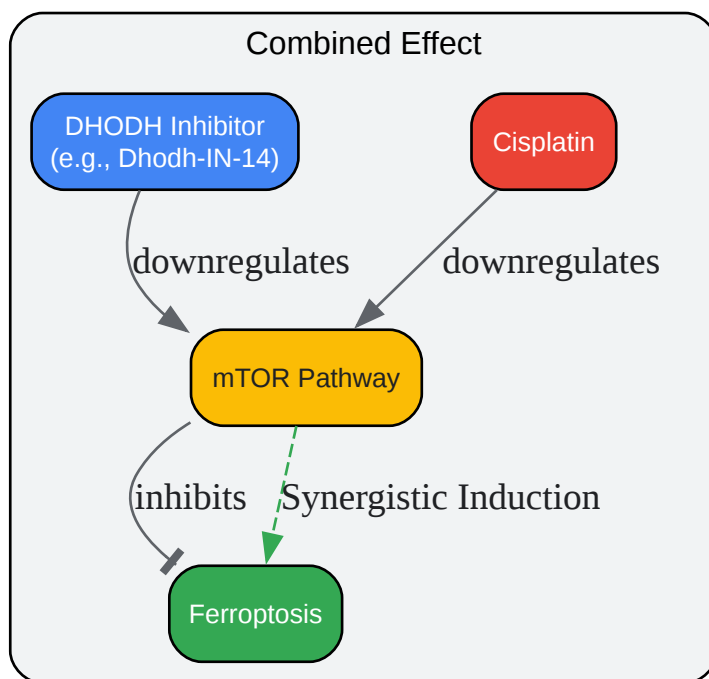 Combined Effect
DHODH Inhibitor
(e.g., Dhodh-IN-14)
Cisplatin
downregulates
downregulates
mTOR Pathway
inhibits
Synergistic Induction
Ferroptosis